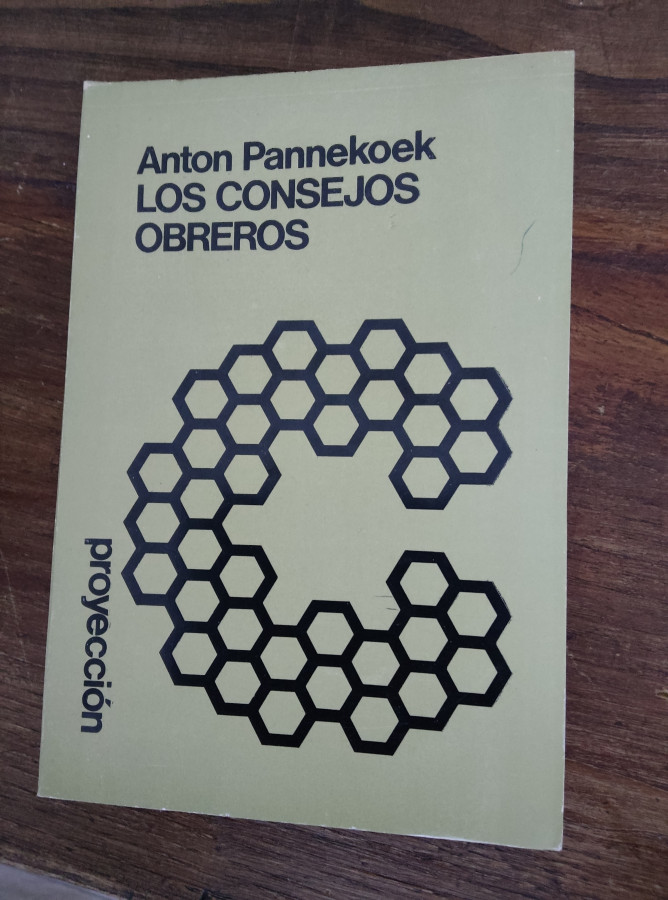 Anton Pannekoek
LOS CONSEJOS
OBREROS
proyección